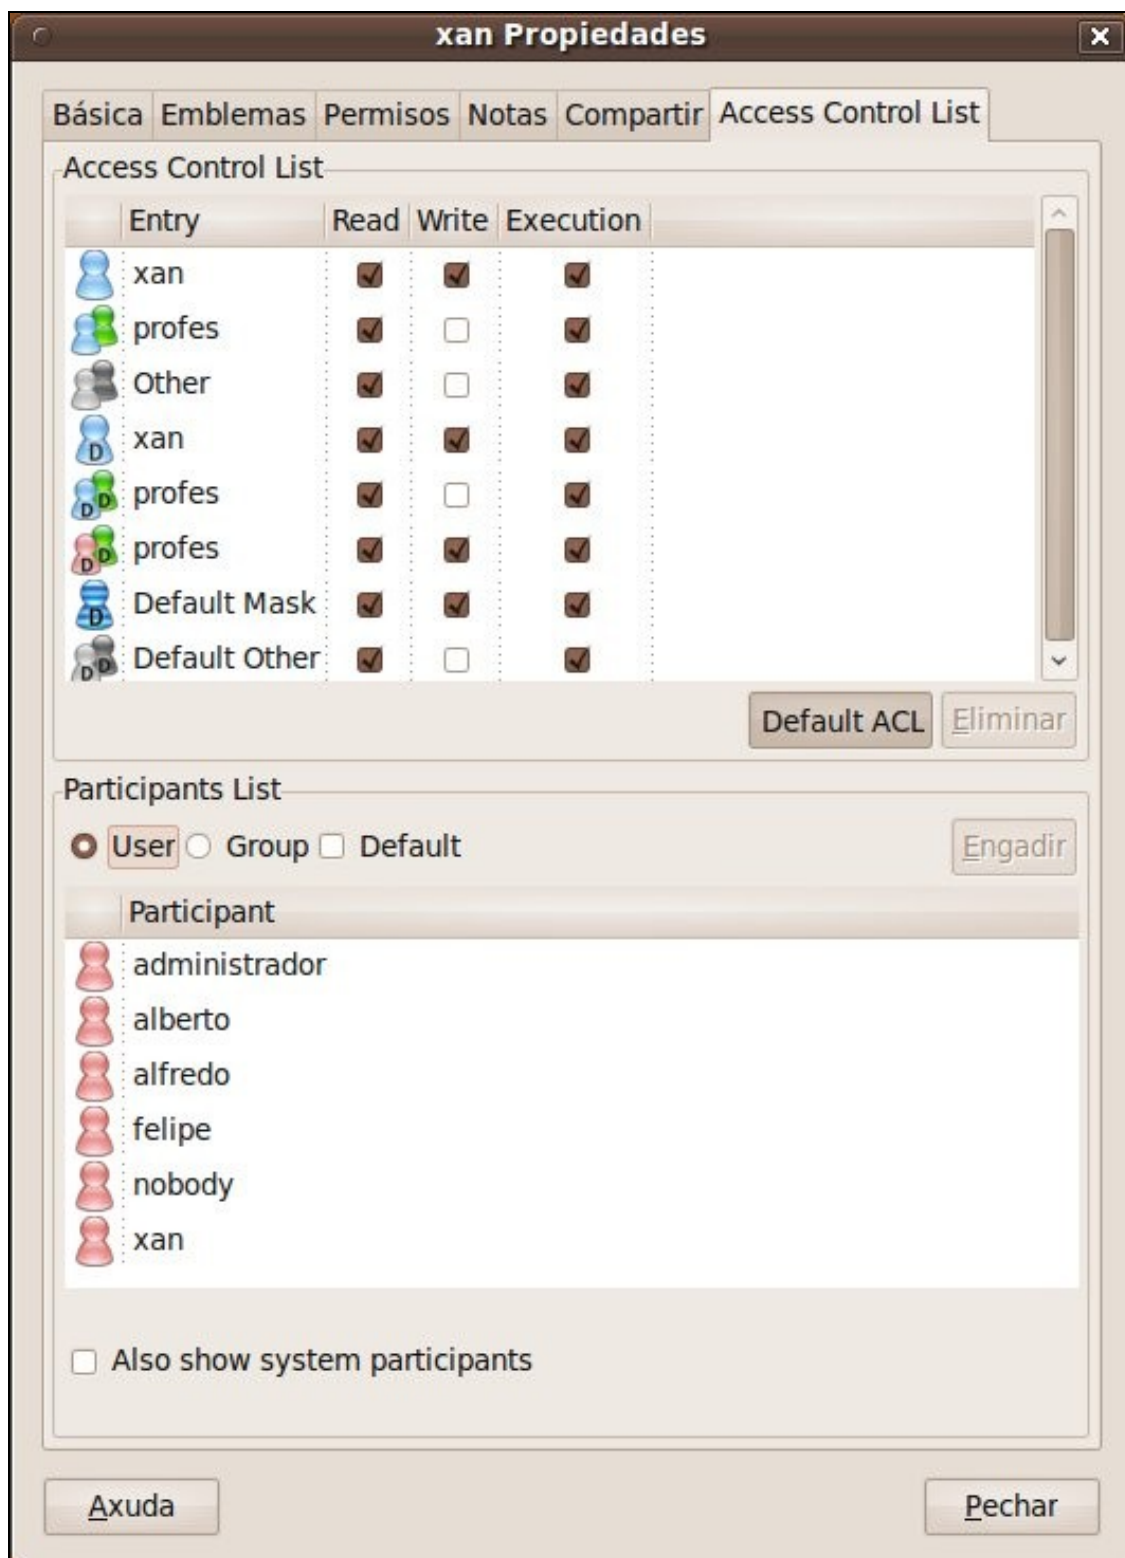 xan Propiedades
Básica Emblemas Permisos Notas Compartir Access Control List
Access Control List
Entry Read Write Execution
xan
profes
Other
D xan
D D profes
D D profes
D Default Mask
D D Default Other
Default ACL Eliminar
Participants List
User Group Default Engadir
Participant
administrador
alberto
alfredo
felipe
nobody
xan
Also show system participants
Axuda Pechar